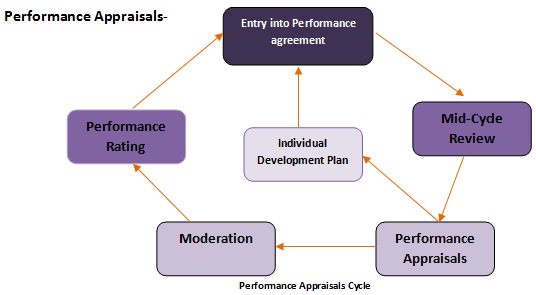 Performance Appraisals-
Entry into Performance
agreement
Performance
Rating
Individual
Development Plan
Mid-Cyde
Review
Moderation
Performance
Appraisals
Performance Appraisals Cycle